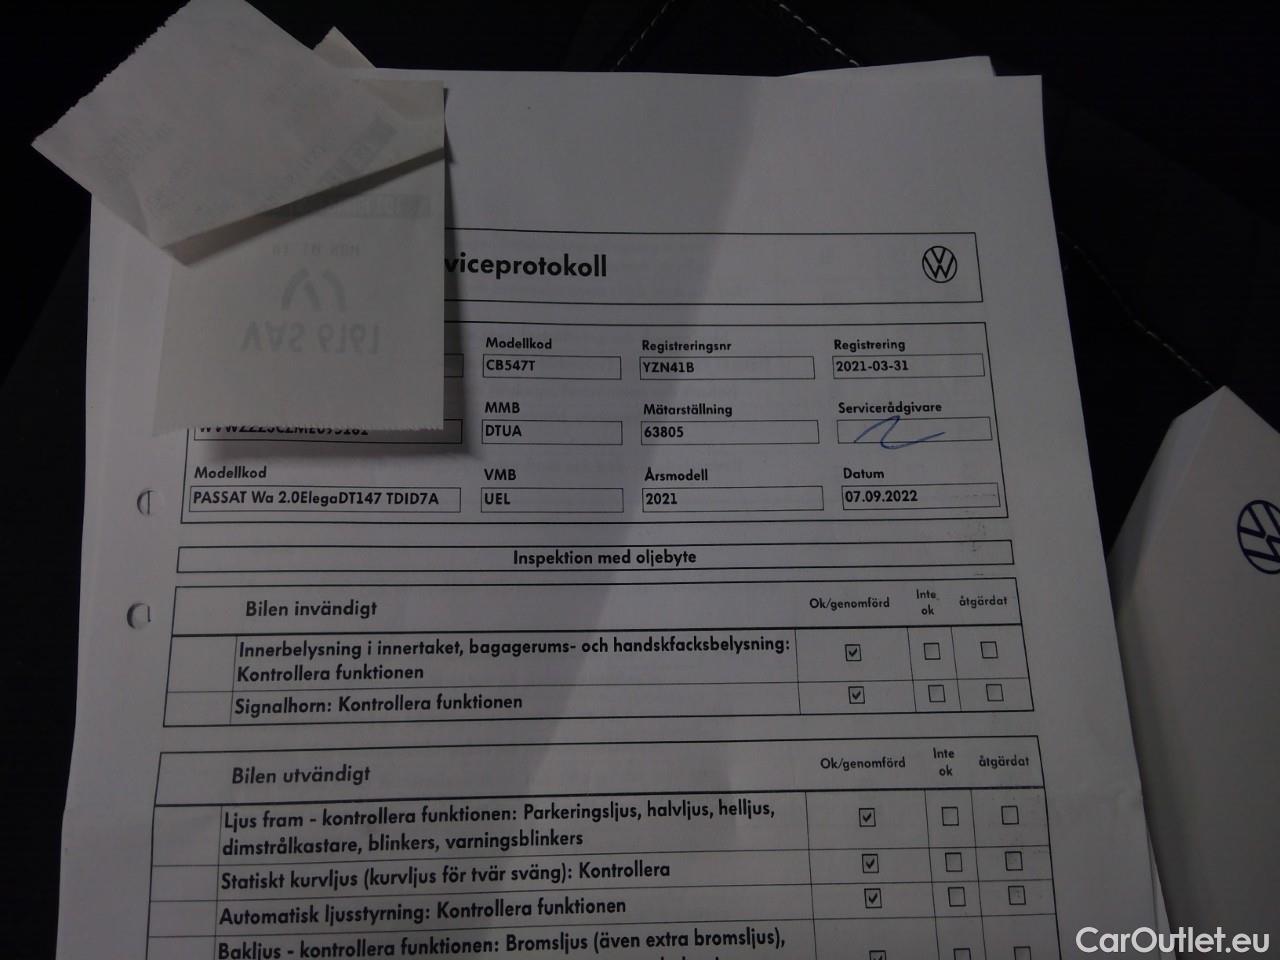 VAS 6161
viceprotokoll
Modellkod Registreringsnr Registrering
CB547T YZN41B 2021-03-31
MMB Mätarställning Servicerådgivare
DTUA 63805
Modellkod VMB Årsmodell Datum
PASSAT Wa 2.0ElegaDT147 TDID7A UEL 2021 07.09.2022
Inspektion med oljebyte
Bilen invändigt Ok/genomförd Inte ok åtgärdat
Innerbelysning i innertaket, bagagerums- och handskfacksbelysning:
Kontrollera funktionen
Signalhorn: Kontrollera funktionen
Bilen utvändigt Ok/genomförd Inte ok åtgärdat
Ljus fram - kontrollera funktionen: Parkeringsljus, halvljus, helljus,
dimstrålkastare, blinkers, varningsblinkers
Statiskt kurvljus (kurvljus för tvär sväng): Kontrollera
Automatisk ljusstyrning: Kontrollera funktionen
Bakljus - kontrollera funktionen: Bromsljus (även extra bromsljus),
CarOutlet.eu